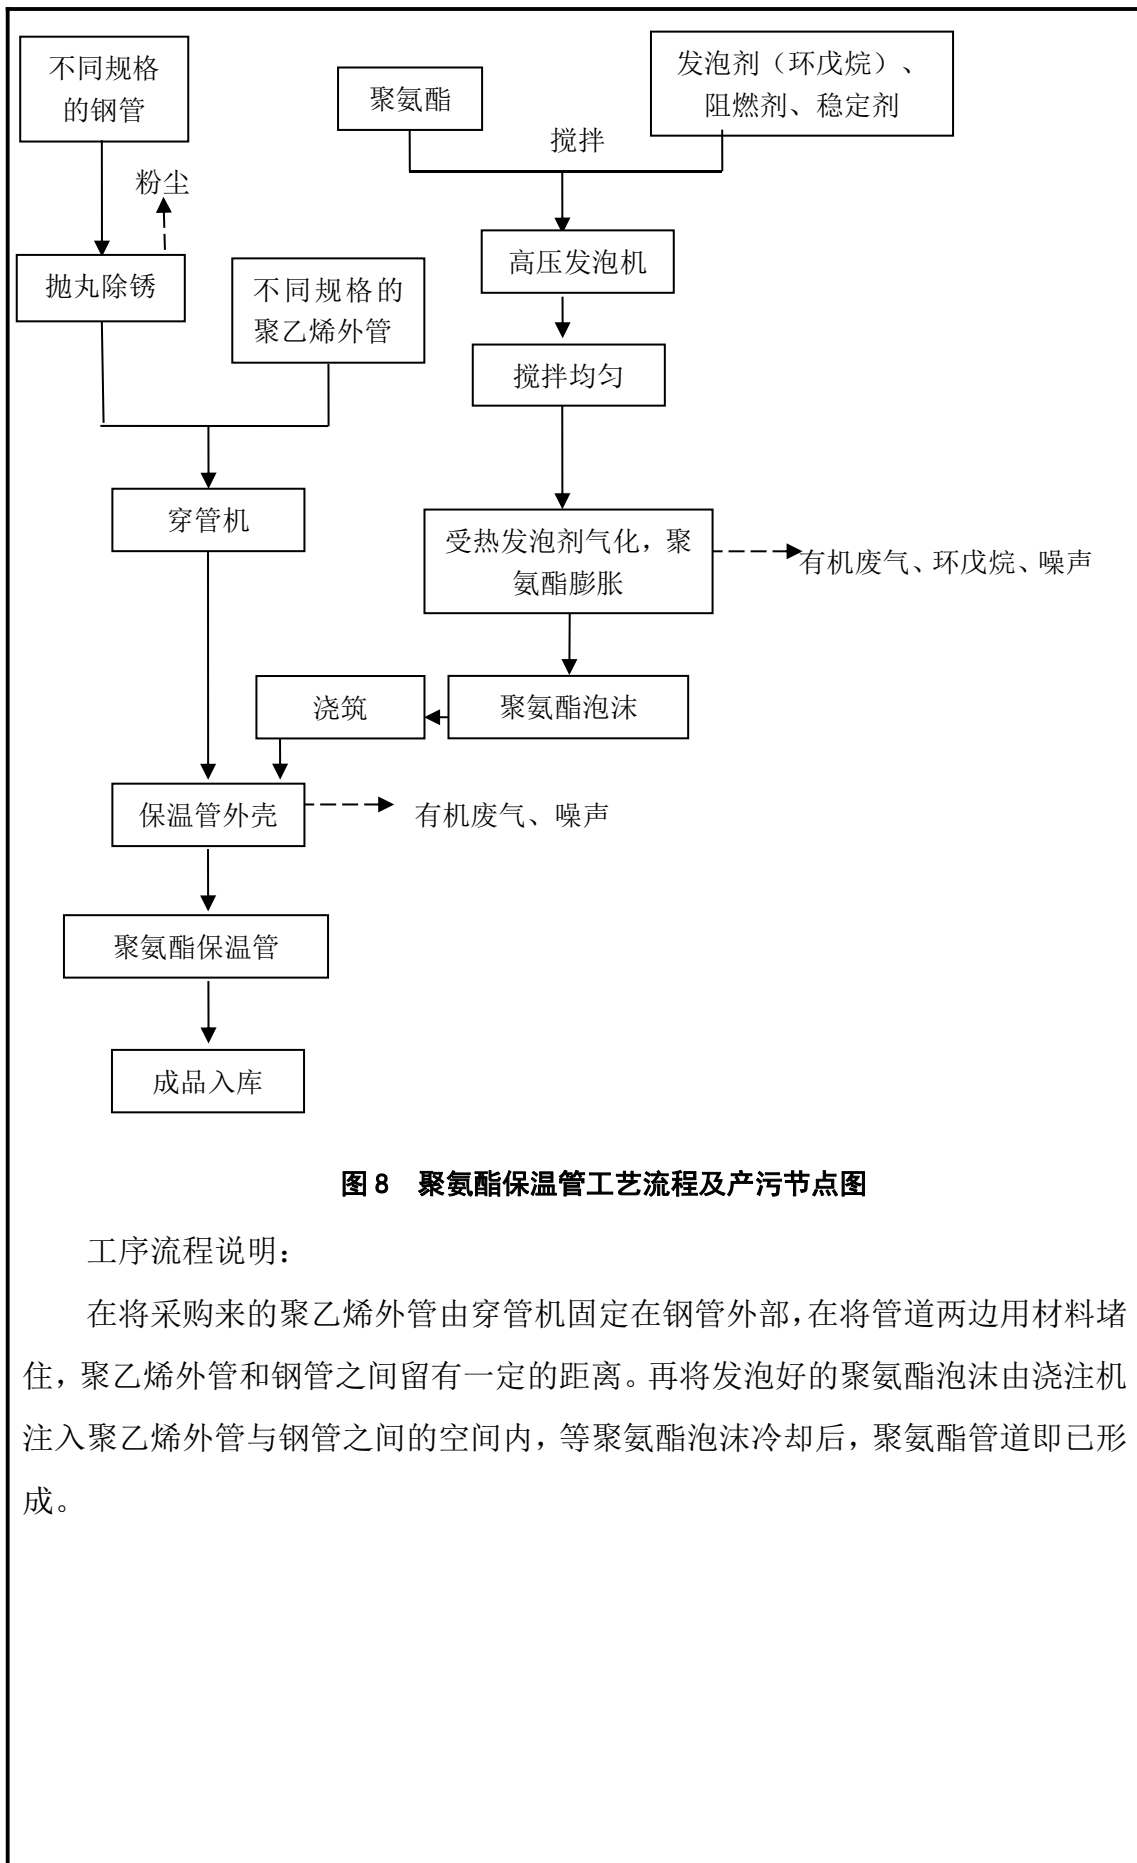 不同规格
的钢管
聚氨酯
发泡剂（环戊烷）、
阻燃剂、稳定剂
搅拌
粉尘
抛丸除锈
不同规格的
聚乙烯外管
高压发泡机
搅拌均匀
穿管机
受热发泡剂气化，聚
氨酯膨胀
有机废气、环戊烷、噪声
浇筑
聚氨酯泡沫
保温管外壳
有机废气、噪声
聚氨酯保温管
成品入库
图 8　聚氨酯保温管工艺流程及产污节点图
工序流程说明：
在将采购来的聚乙烯外管由穿管机固定在钢管外部，在将管道两边用材料堵
住，聚乙烯外管和钢管之间留有一定的距离。再将发泡好的聚氨酯泡沫由浇注机
注入聚乙烯外管与钢管之间的空间内，等聚氨酯泡沫冷却后，聚氨酯管道即已形
成。